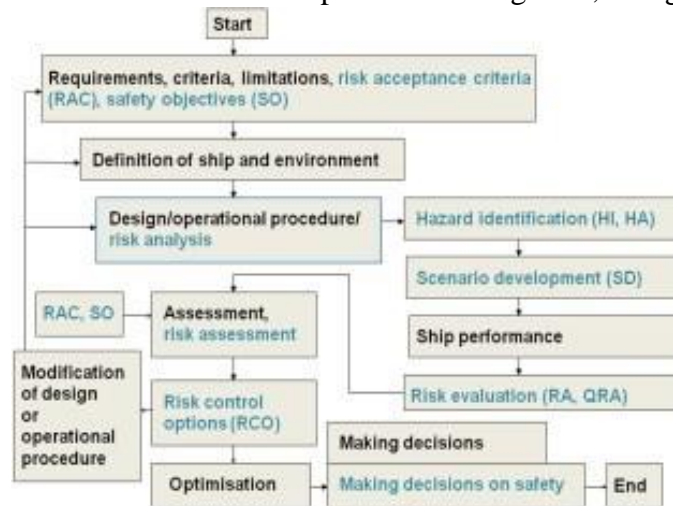 Start
Requirements, criteria, limitations, risk acceptance criteria
(RAC), safety objectives (SO)
Definition of ship and environment
Design/operational procedure/
risk analysis
Hazard identification (HI, HA)
Scenario development (SD)
RAC, SO
Assessment,
risk assessment
Ship performance
Modification
of design
or
operational
procedure
Risk control
options (RCO)
Risk evaluation (RA, QRA)
Making decisions
Optimisation
Making decisions on safety
End